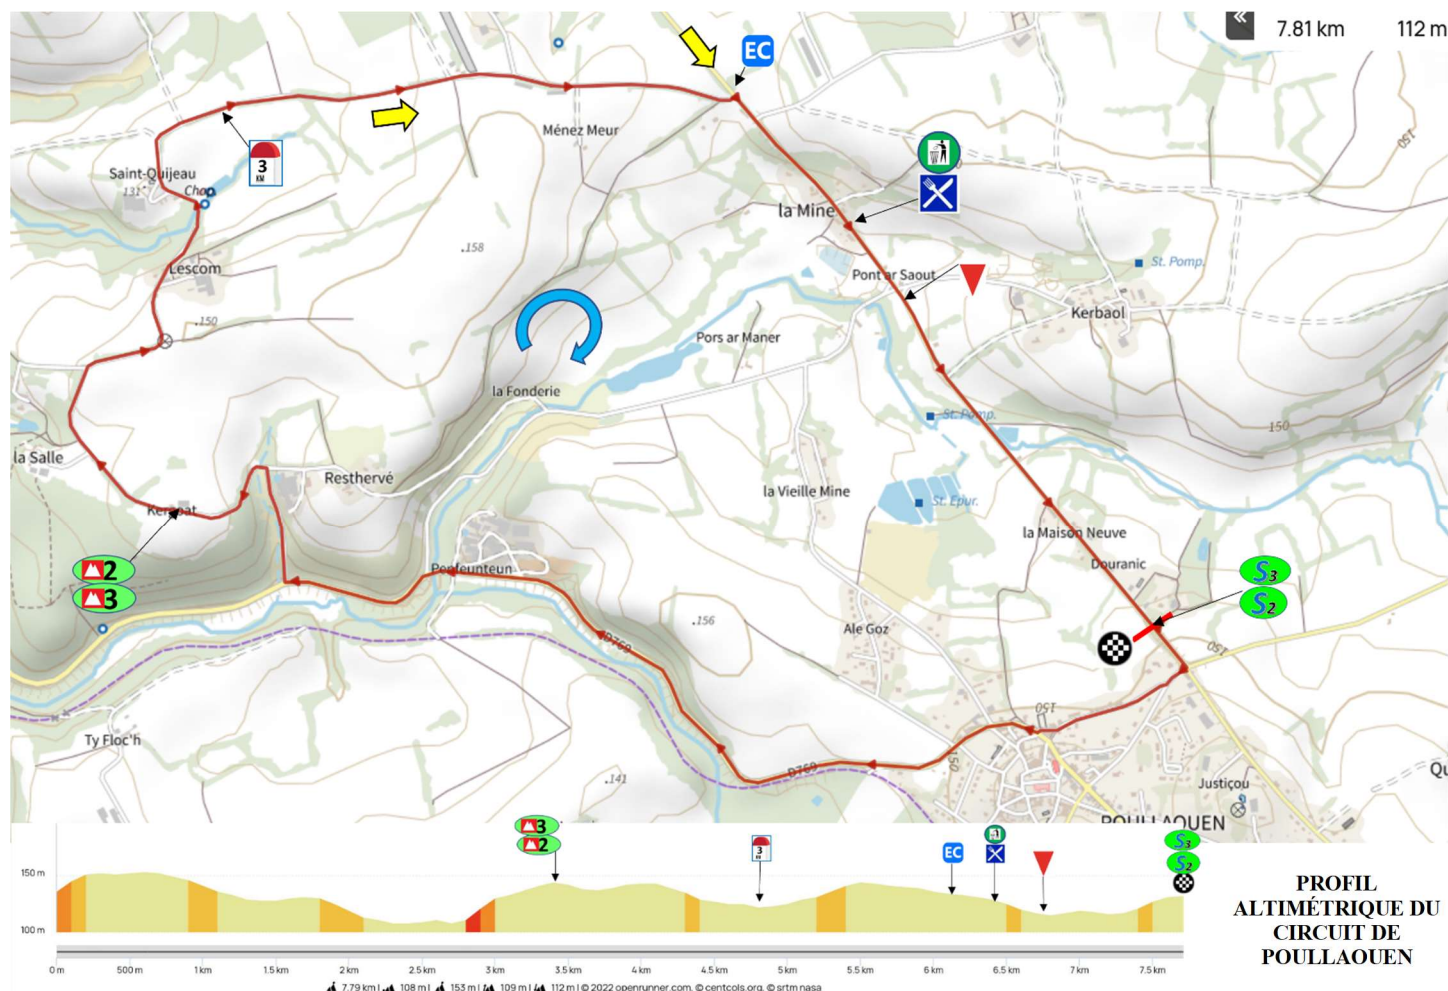 7.81 km
112 m
EC
Ménez Meur
3
KM
Saint-Quijeau
131
Chap
la Mine
.158
Lescom
Pont ar Saout
St. Pomp.
Kerbaol
.150
Pors ar Maner
la Fonderie
St. Pomp.
150
150
la Salle
Resthervé
la Vieille Mine
St. Epur.
la Maison Neuve
Douranic
2
3
Penfeunteun
S3
S2
.156
Ale Goz
D769
150
150
Ty Floc'h
D769
150
.141
Justiçou
POULLAOUEN
3
2
3
EC
S3
S2
150 m
100 m
PROFIL
ALTIMÉTRIQUE DU
CIRCUIT DE
POULLAOUEN
0 m
500 m
1 km
1.5 km
2 km
2.5 km
3 km
3.5 km
4 km
4.5 km
5 km
5.5 km
6 km
6.5 km
7 km
7.5 km
7.79 km | 108 m | 153 m | 109 m | 112 m | © 2022 openrunner.com, © centcols.org, © srtm nasa